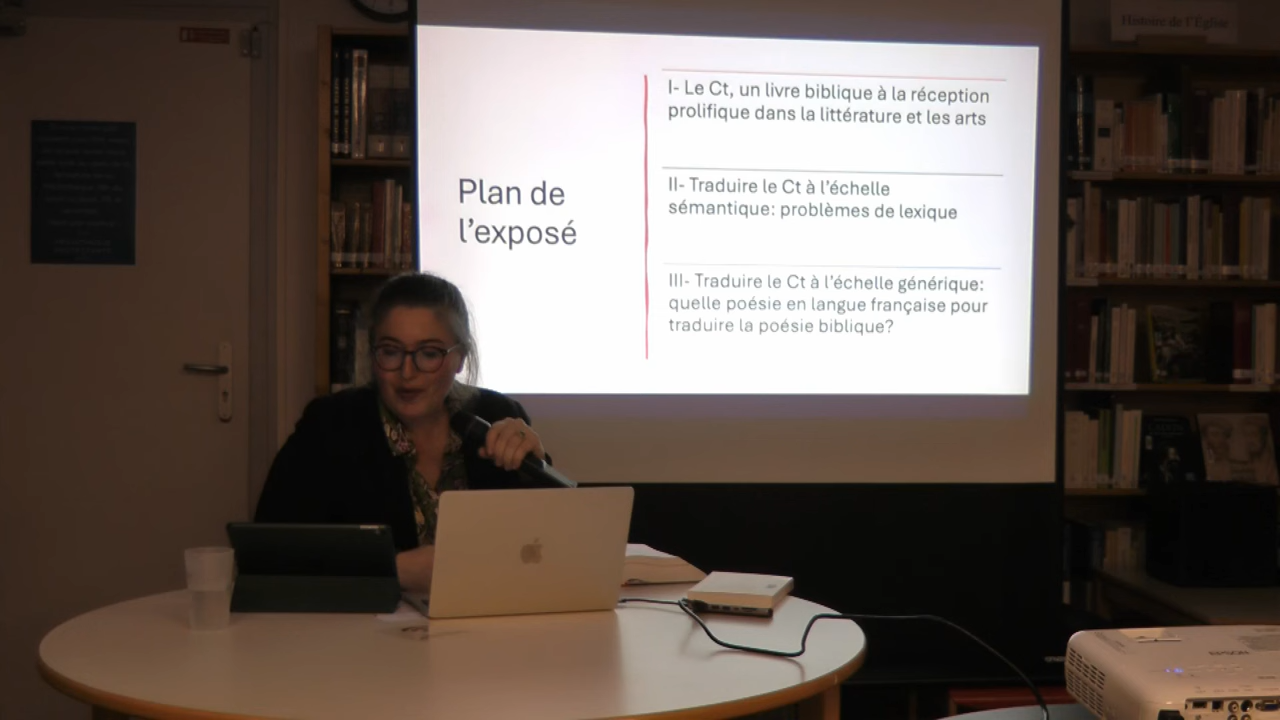 Histoire de l'Église
Plan de
l'exposé
I- Le Ct, un livre biblique à la réception
prolifique dans la littérature et les arts
II- Traduire le Ct à l'échelle
sémantique: problèmes de lexique
III- Traduire le Ct à l'échelle générique:
quelle poésie en langue française pour
traduire la poésie biblique?
EPSON